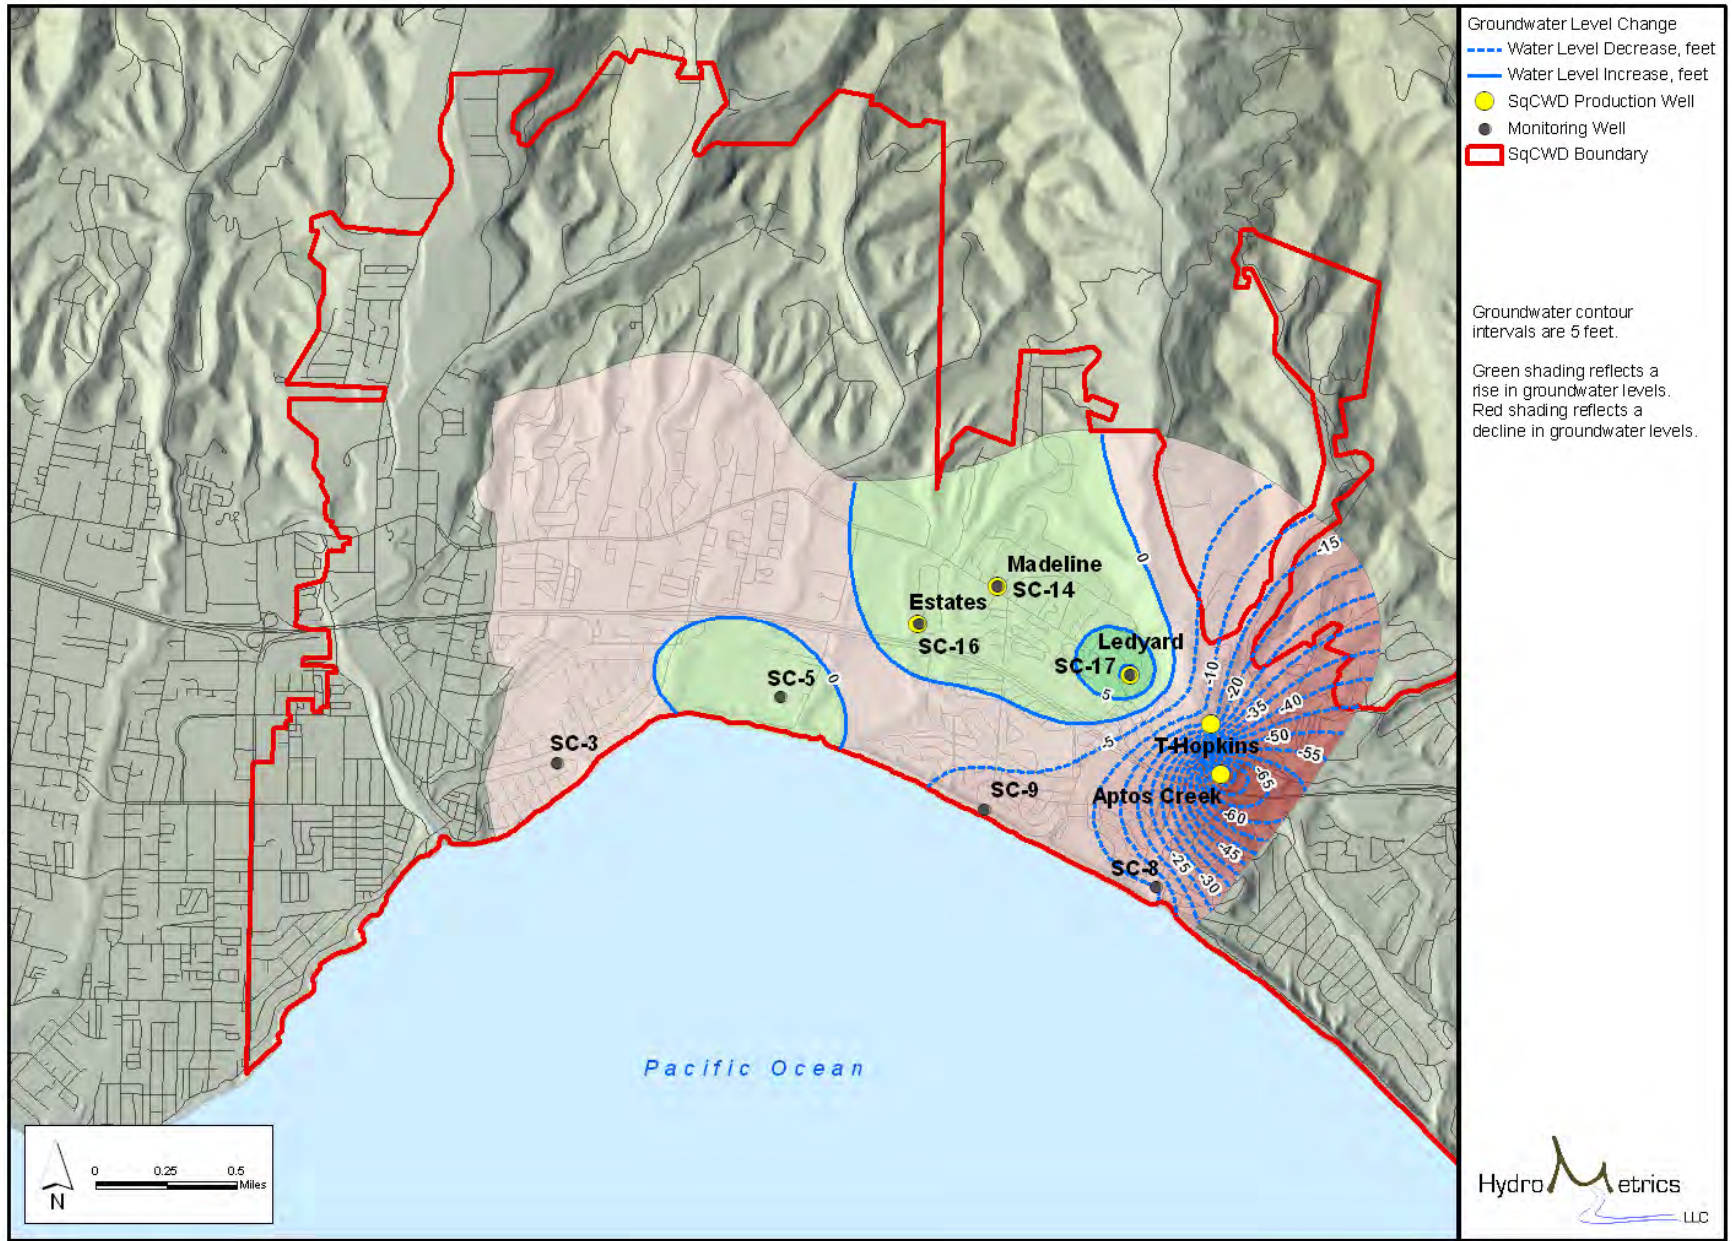 Groundwater Level Change
Water Level Decrease, feet
Water Level Increase, feet
SqCWD Production Well
Monitoring Well
SqCWD Boundary
Groundwater contour
intervals are 5 feet.
Green shading reflects a
rise in groundwater levels.
Red shading reflects a
decline in groundwater levels.
-15
0
Madeline
SC-14
Estates
SC-16
Ledyard
SC-17
5
SC-5
0
-10
-20
-35
-40
-50
-55
-5
T-Hopkins
SC-3
-65
SC-9
Aptos Creek
-60
-45
SC-8
-25
-30
Pacific Ocean
0 0.25 0.5
Miles
N
HydroMetrics
LLC